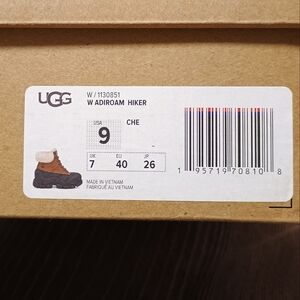 UGG
W / 1130851
W ADIROAM HIKER
USA
9
CHE
UK EU JP
7 40 26
MADE IN VIETNAM
FABRIQUÉ AU VIETNAM
1 95719 70810 8